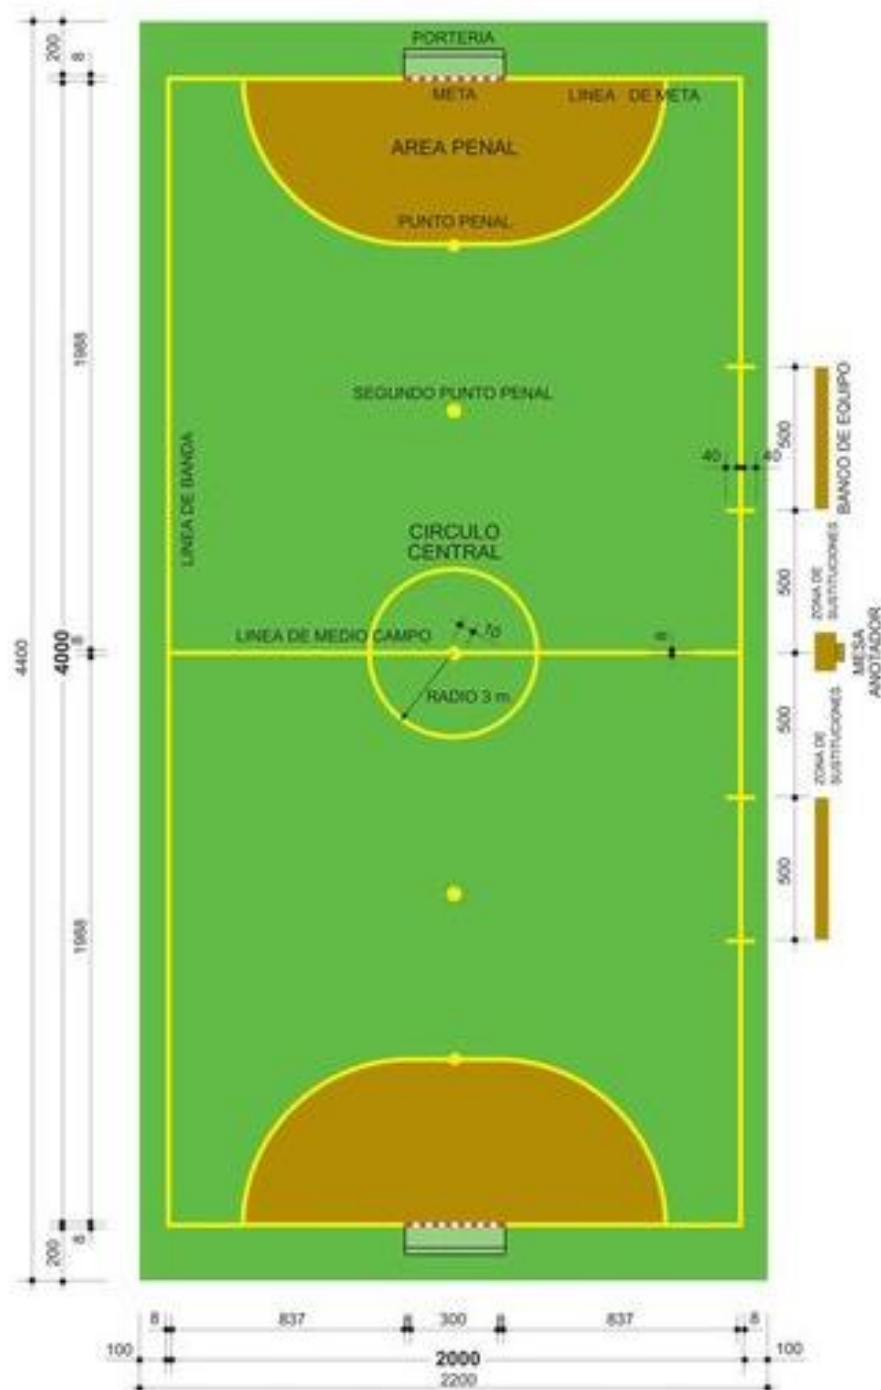 PORTERIA
META
LINEA DE META
AREA PENAL
PUNTO PENAL
SEGUNDO PUNTO PENAL
LINEA DE BANDA
CIRCULO
CENTRAL
LINEA DE MEDIO CAMPO
10
8
RADIO 3 m
200
8
1988
4400
4000
8
1988
200
8
40
40
500
BANCO DE EQUIPO
500
ZONA DE
SUSTITUCIONES
MESA
ANOTADOR
500
ZONA DE
SUSTITUCIONES
500
8 837 8 300 8 837 8
100 2000 100
2200